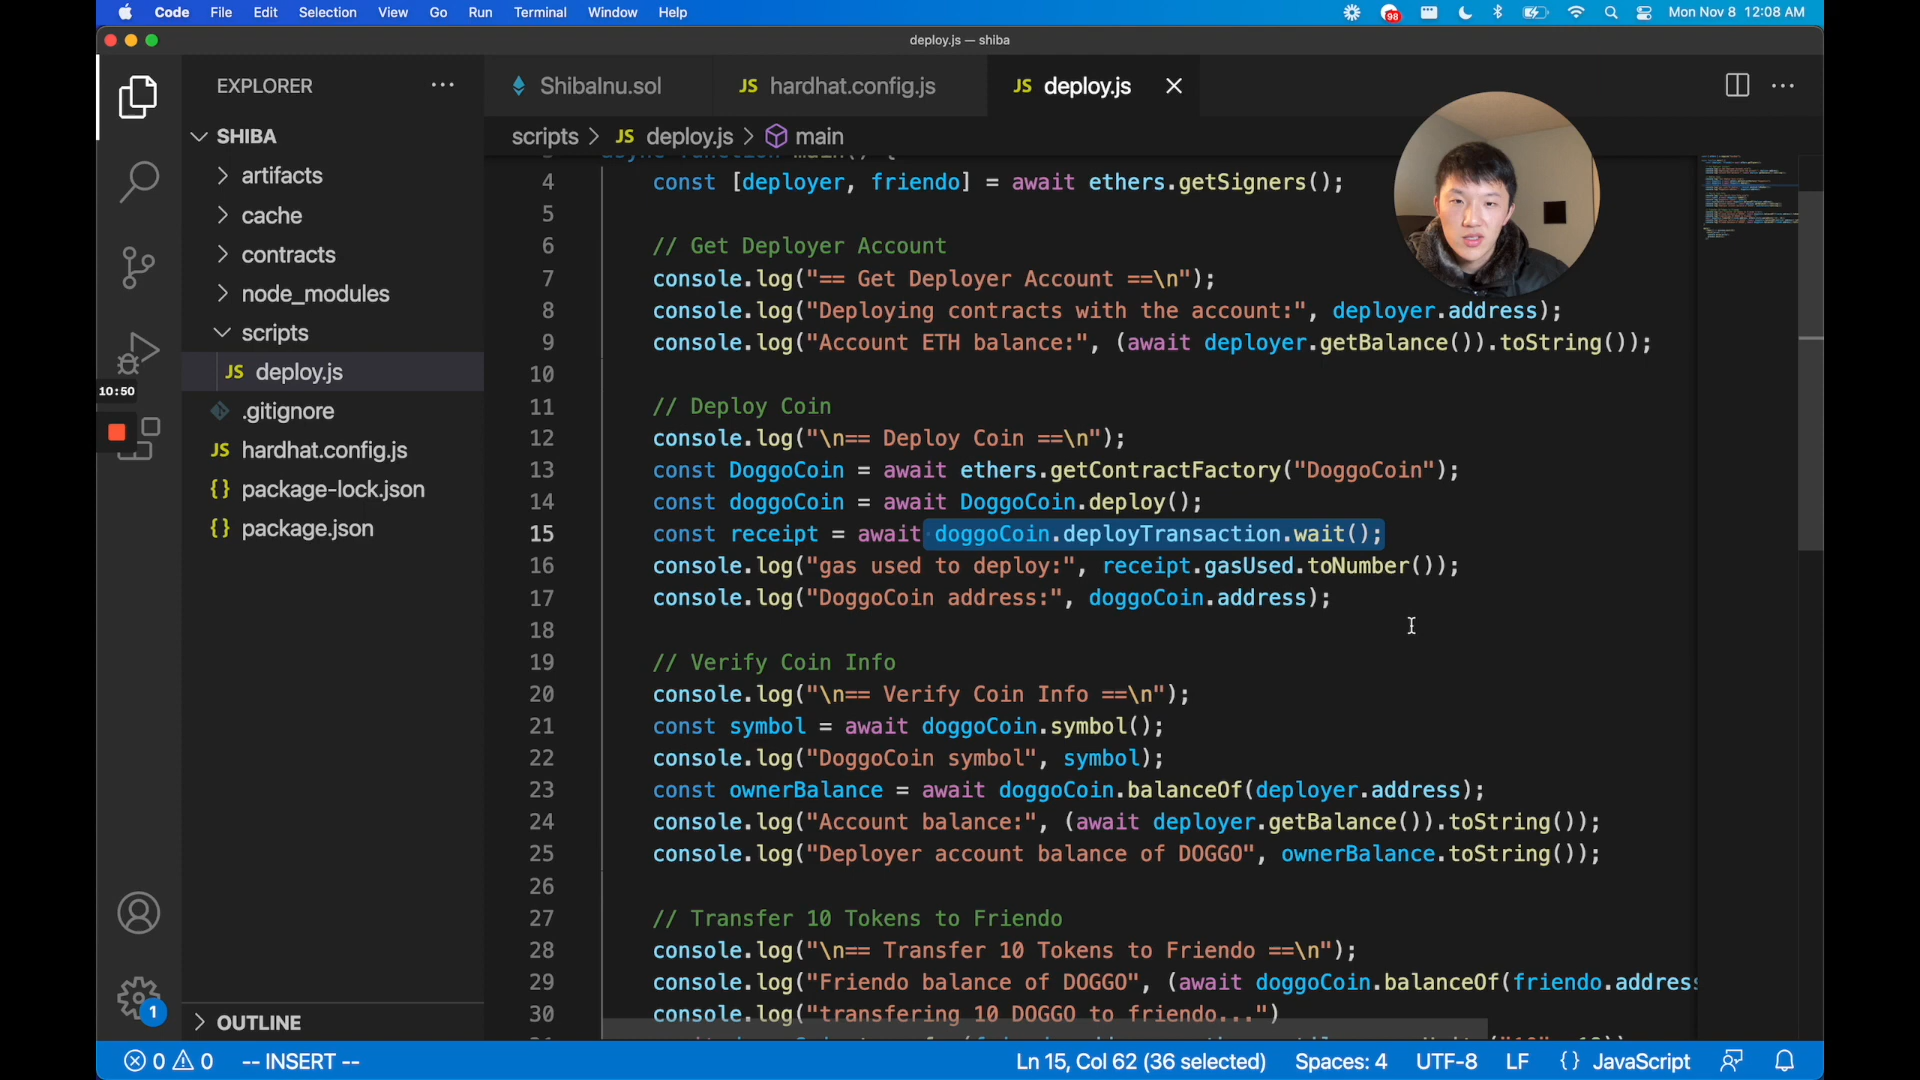 Code File Edit Selection View Go Run Terminal Window Help
98
Mon Nov 8 12:08 AM
deploy.js — shiba
EXPLORER
ShibaInu.sol
JS hardhat.config.js
JS deploy.js
SHIBA
scripts > JS deploy.js > main
artifacts
cache
contracts
node_modules
scripts
JS deploy.js
.gitignore
JS hardhat.config.js
{} package-lock.json
{} package.json
10:50
async function main() {
4 const [deployer, friendo] = await ethers.getSigners();
5
6 // Get Deployer Account
7 console.log("== Get Deployer Account ==\n");
8 console.log("Deploying contracts with the account:", deployer.address);
9 console.log("Account ETH balance:", (await deployer.getBalance()).toString());
10
11 // Deploy Coin
12 console.log("\n== Deploy Coin ==\n");
13 const DoggoCoin = await ethers.getContractFactory("DoggoCoin");
14 const doggoCoin = await DoggoCoin.deploy();
15 const receipt = await doggoCoin.deployTransaction.wait();
16 console.log("gas used to deploy:", receipt.gasUsed.toNumber());
17 console.log("DoggoCoin address:", doggoCoin.address);
18
19 // Verify Coin Info
20 console.log("\n== Verify Coin Info ==\n");
21 const symbol = await doggoCoin.symbol();
22 console.log("DoggoCoin symbol", symbol);
23 const ownerBalance = await doggoCoin.balanceOf(deployer.address);
24 console.log("Account balance:", (await deployer.getBalance()).toString());
25 console.log("Deployer account balance of DOGGO", ownerBalance.toString());
26
27 // Transfer 10 Tokens to Friendo
28 console.log("\n== Transfer 10 Tokens to Friendo ==\n");
29 console.log("Friendo balance of DOGGO", (await doggoCoin.balanceOf(friendo.address
30 console.log("transfering 10 DOGGO to friendo...")
OUTLINE
1
0 0 -- INSERT --
Ln 15, Col 62 (36 selected) Spaces: 4 UTF-8 LF {} JavaScript